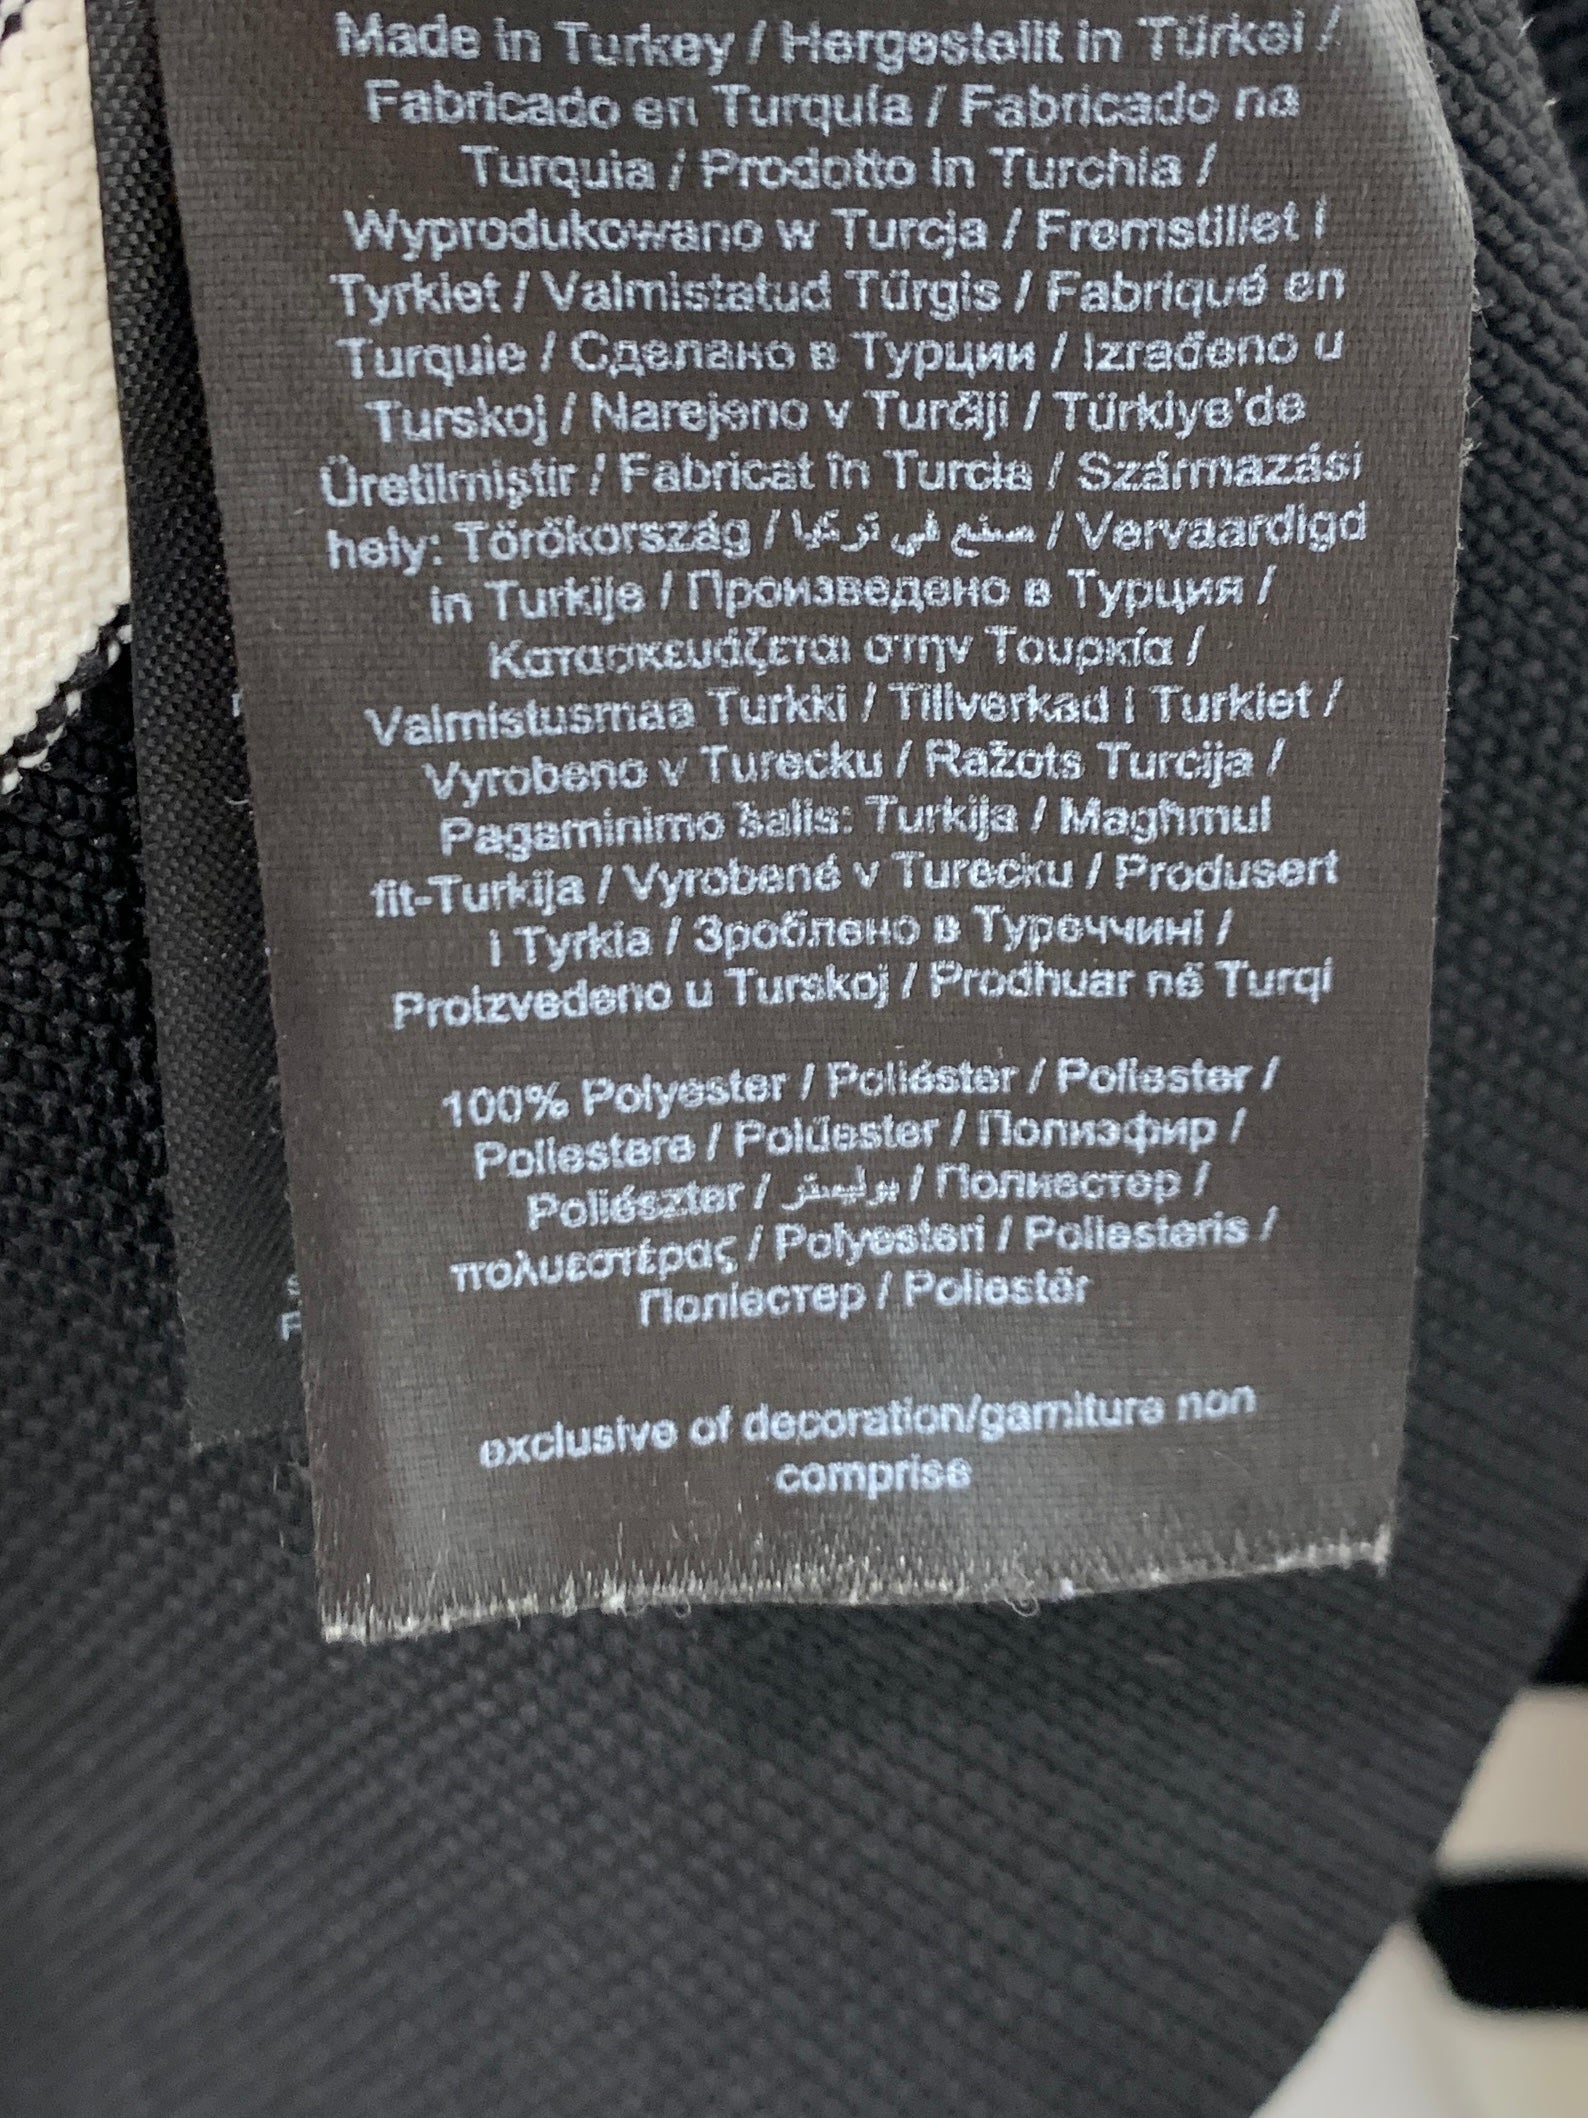 Made in Turkey / Hergestellt in Türkei /
Fabricado en Turquía / Fabricado na
Turquia / Prodotto in Turchia /
Wyprodukowano w Turcja / Fremstillet i
Tyrkiet / Valmistatud Türgis / Fabriqué en
Turquie / Сделано в Турции / Izrađeno u
Turskoj / Narejeno v Turčiji / Türkiye'de
Üretilmiştir / Fabricat în Turcia / Származási
hely: Törökország / صنع في تركيا / Vervaardigd
in Turkije / Произведено в Турция /
Κατασκευάζεται στην Τουρκία /
Valmistusmaa Turkki / Tillverkad i Turkiet /
Vyrobeno v Turecku / Ražots Turcija /
Pagaminimo šalis: Turkija / Magħmul
fit-Turkija / Vyrobené v Turecku / Produsert
i Tyrkia / Зроблено в Туреччині /
Proizvedeno u Turskoj / Prodhuar në Turqi
100% Polyester / Poliéster / Poliester /
Poliestere / Polüester / Полиэфир /
Poliészter / بوليستر / Полиестер /
πολυεστέρας / Polyesteri / Poliesteris /
Поліестер / Poliestër
exclusive of decoration/garniture non
comprise